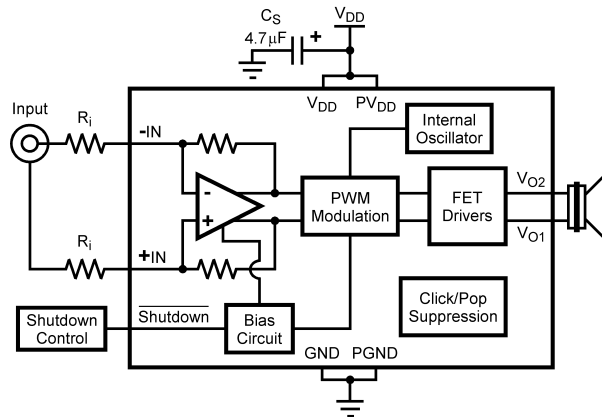 C_S
V_DD
4.7µF
+
V_DD
PV_DD
Input
R_i
-IN
Internal
Oscillator
-
+
PWM
Modulation
FET
Drivers
V_O2
V_O1
R_i
+IN
Shutdown
Control
Shutdown
Bias
Circuit
Click/Pop
Suppression
GND
PGND